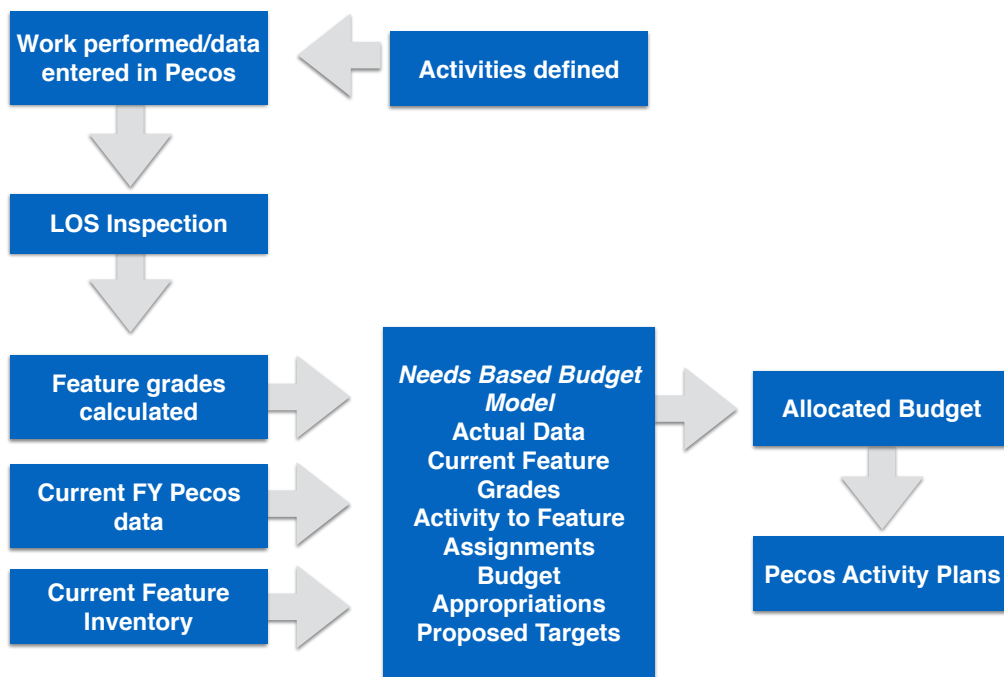 Work performed/data
entered in Pecos
Activities defined
LOS Inspection
Feature grades
calculated
Current FY Pecos
data
Current Feature
Inventory
Needs Based Budget
Model
Actual Data
Current Feature
Grades
Activity to Feature
Assignments
Budget
Appropriations
Proposed Targets
Allocated Budget
Pecos Activity Plans